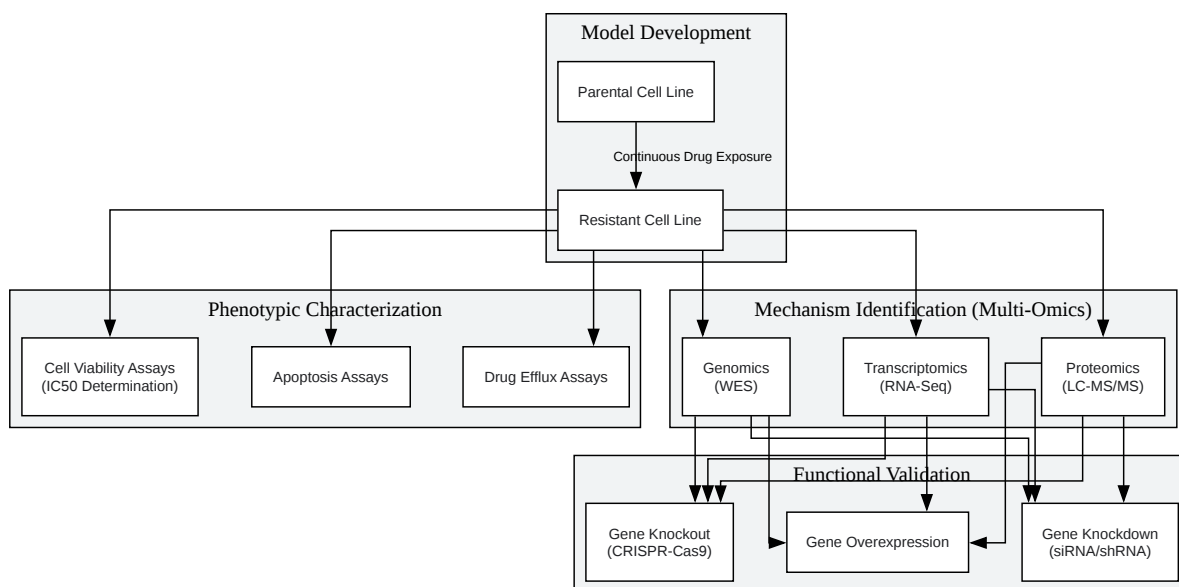 Model Development
Parental Cell Line
Continuous Drug Exposure
Resistant Cell Line
Phenotypic Characterization
Cell Viability Assays
(IC50 Determination)
Apoptosis Assays
Drug Efflux Assays
Mechanism Identification (Multi-Omics)
Genomics
(WES)
Transcriptomics
(RNA-Seq)
Proteomics
(LC-MS/MS)
Functional Validation
Gene Knockout
(CRISPR-Cas9)
Gene Overexpression
Gene Knockdown
(siRNA/shRNA)